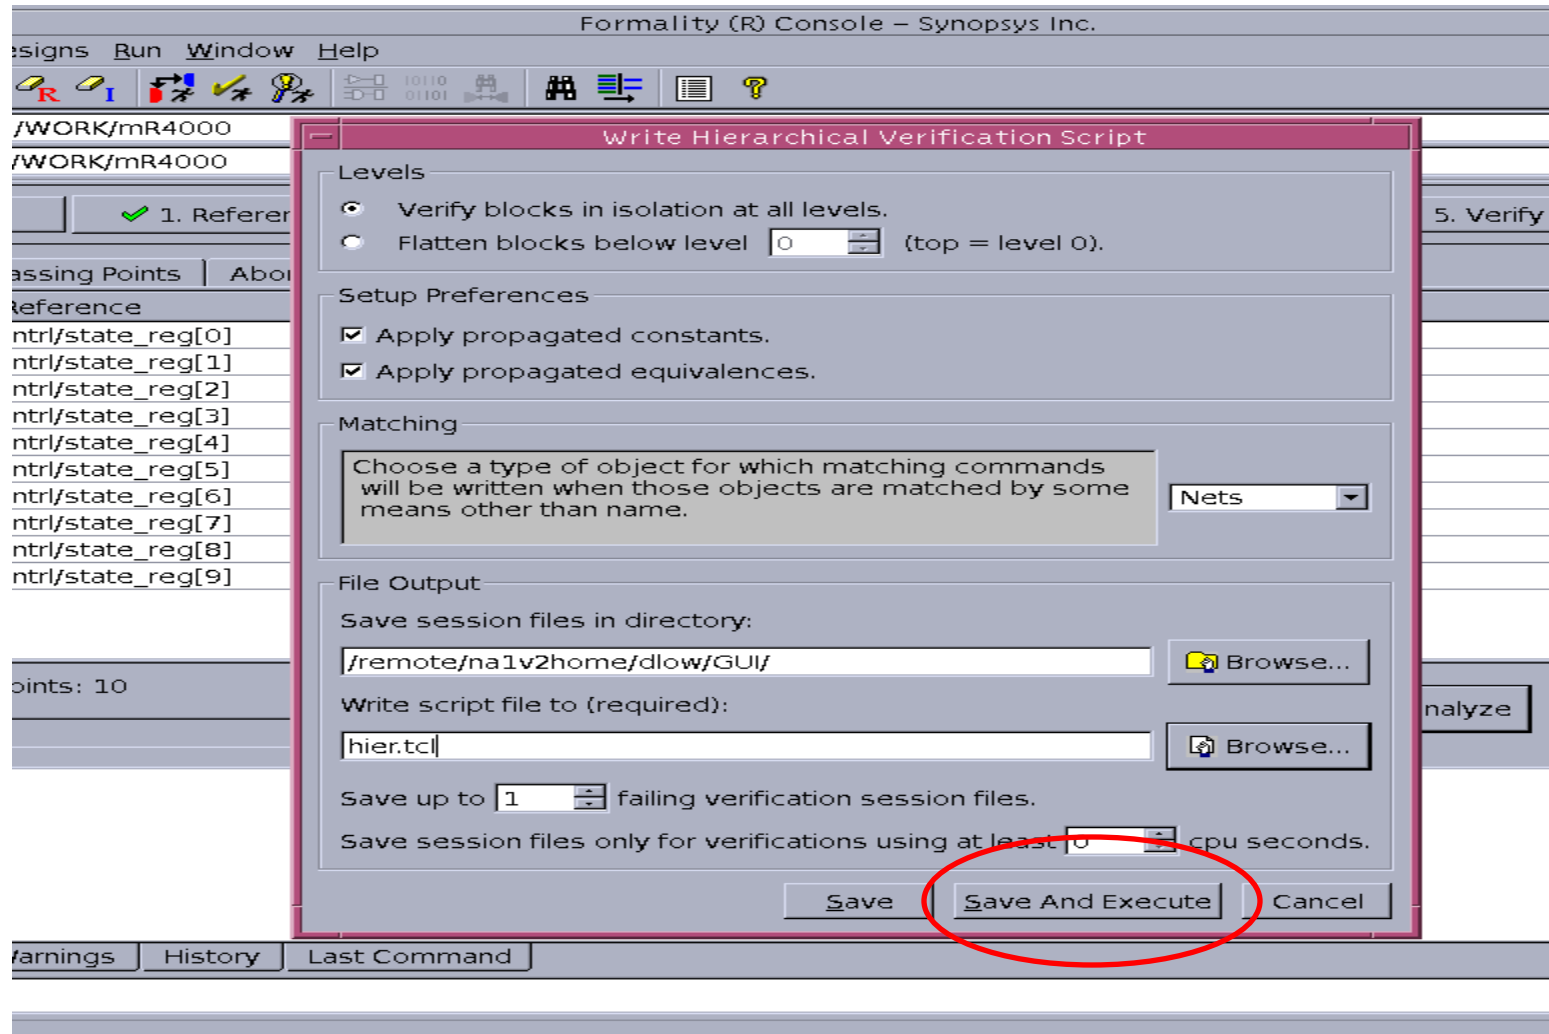 Formality (R) Console – Synopsys Inc.
esigns Run Window Help
R I 10110
01101
/WORK/mR4000
/WORK/mR4000
1. Referen
5. Verify
Write Hierarchical Verification Script
Levels
Verify blocks in isolation at all levels.
Flatten blocks below level 0 (top = level 0).
assing Points Abor
Reference
ntrl/state_reg[0]
ntrl/state_reg[1]
ntrl/state_reg[2]
ntrl/state_reg[3]
ntrl/state_reg[4]
ntrl/state_reg[5]
ntrl/state_reg[6]
ntrl/state_reg[7]
ntrl/state_reg[8]
ntrl/state_reg[9]
Setup Preferences
Apply propagated constants.
Apply propagated equivalences.
Matching
Choose a type of object for which matching commands
will be written when those objects are matched by some
means other than name.
Nets
File Output
Save session files in directory:
/remote/na1v2home/dlow/GUI/ Browse...
Write script file to (required):
hier.tcl Browse...
oints: 10
nalyze
Save up to 1 failing verification session files.
Save session files only for verifications using at least 0 cpu seconds.
Save Save And Execute Cancel
Warnings History Last Command